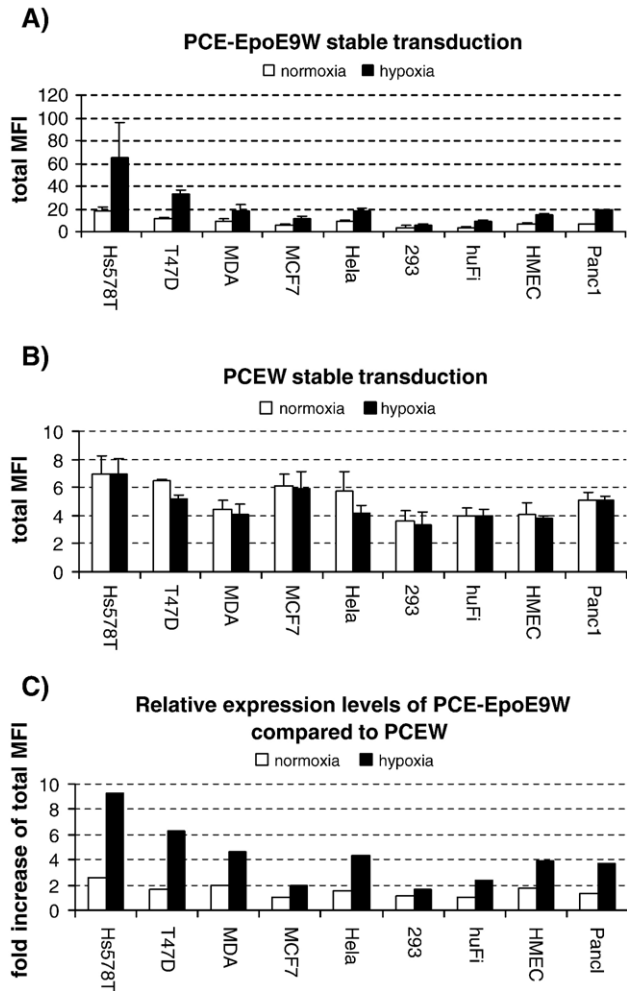 A)
PCE-EpoE9W stable transduction
normoxia hypoxia
total MFI
120
100
80
60
40
20
0
Hs578T T47D MDA MCF7 Hela 293 huFi HMEC Panc1
B)
PCEW stable transduction
normoxia hypoxia
total MFI
10
8
6
4
2
0
Hs578T T47D MDA MCF7 Hela 293 huFi HMEC Panc1
C)
Relative expression levels of PCE-EpoE9W
compared to PCEW
normoxia hypoxia
fold increase of total MFI
10
8
6
4
2
0
Hs578T T47D MDA MCF7 Hela 293 huFi HMEC Pancl